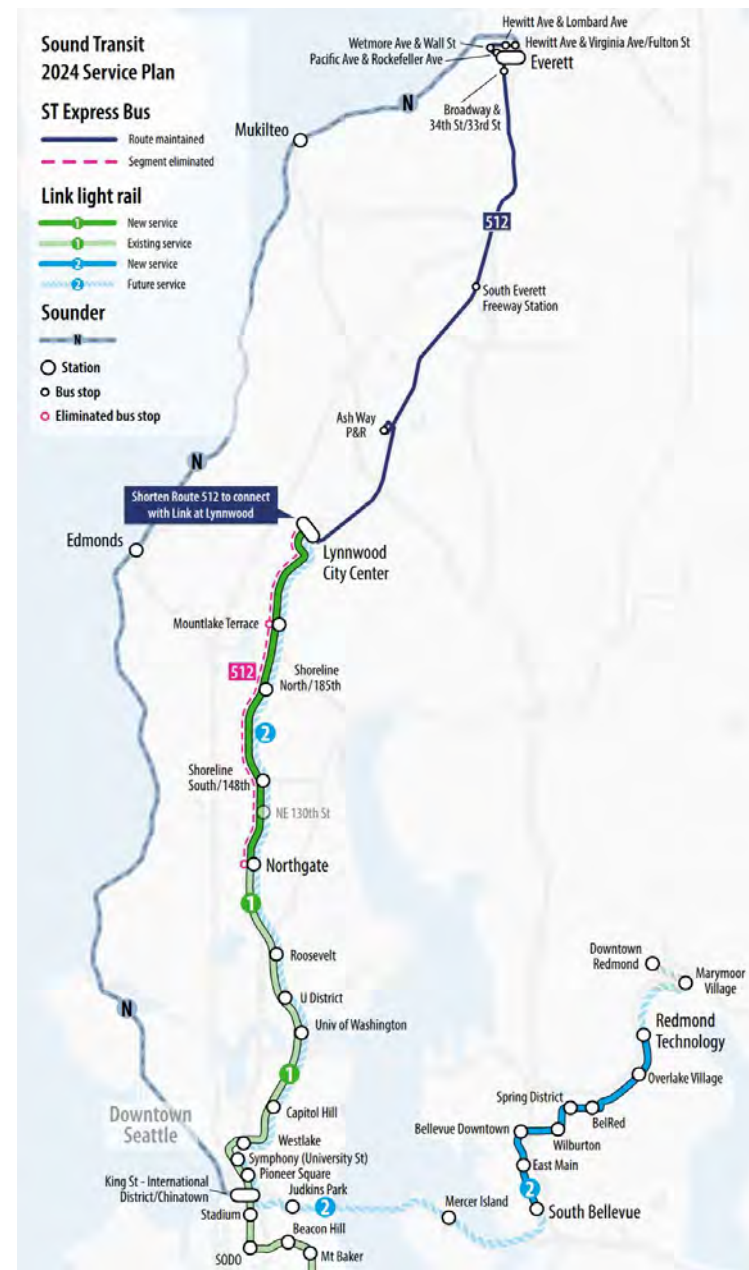 Sound Transit
2024 Service Plan
ST Express Bus
Route maintained
Segment eliminated
Link light rail
1
New service
1
Existing service
2
New service
2
Future service
Sounder
N
Station
Bus stop
Eliminated bus stop
Hewitt Ave & Lombard Ave
Wetmore Ave & Wall St
Hewitt Ave & Virginia Ave/Fulton St
Pacific Ave & Rockefeller Ave
Everett
N
Broadway &
34th St/33rd St
Mukilteo
512
South Everett
Freeway Station
Ash Way
P&R
N
Shorten Route 512 to connect
with Link at Lynnwood
Edmonds
Lynnwood
City Center
Mountlake Terrace
512
Shoreline
North/185th
2
Shoreline
South/148th
NE 130th St
Northgate
1
Roosevelt
U District
Univ of Washington
N
1
Capitol Hill
Downtown
Seattle
Westlake
Symphony (University St)
Pioneer Square
King St - International
District/Chinatown
Judkins Park
2
Stadium
Beacon Hill
SODO
Mt Baker
Mercer Island
Downtown
Redmond
Marymoor
Village
Redmond
Technology
Overlake Village
Spring District
BelRed
Bellevue Downtown
Wilburton
East Main
2
South Bellevue